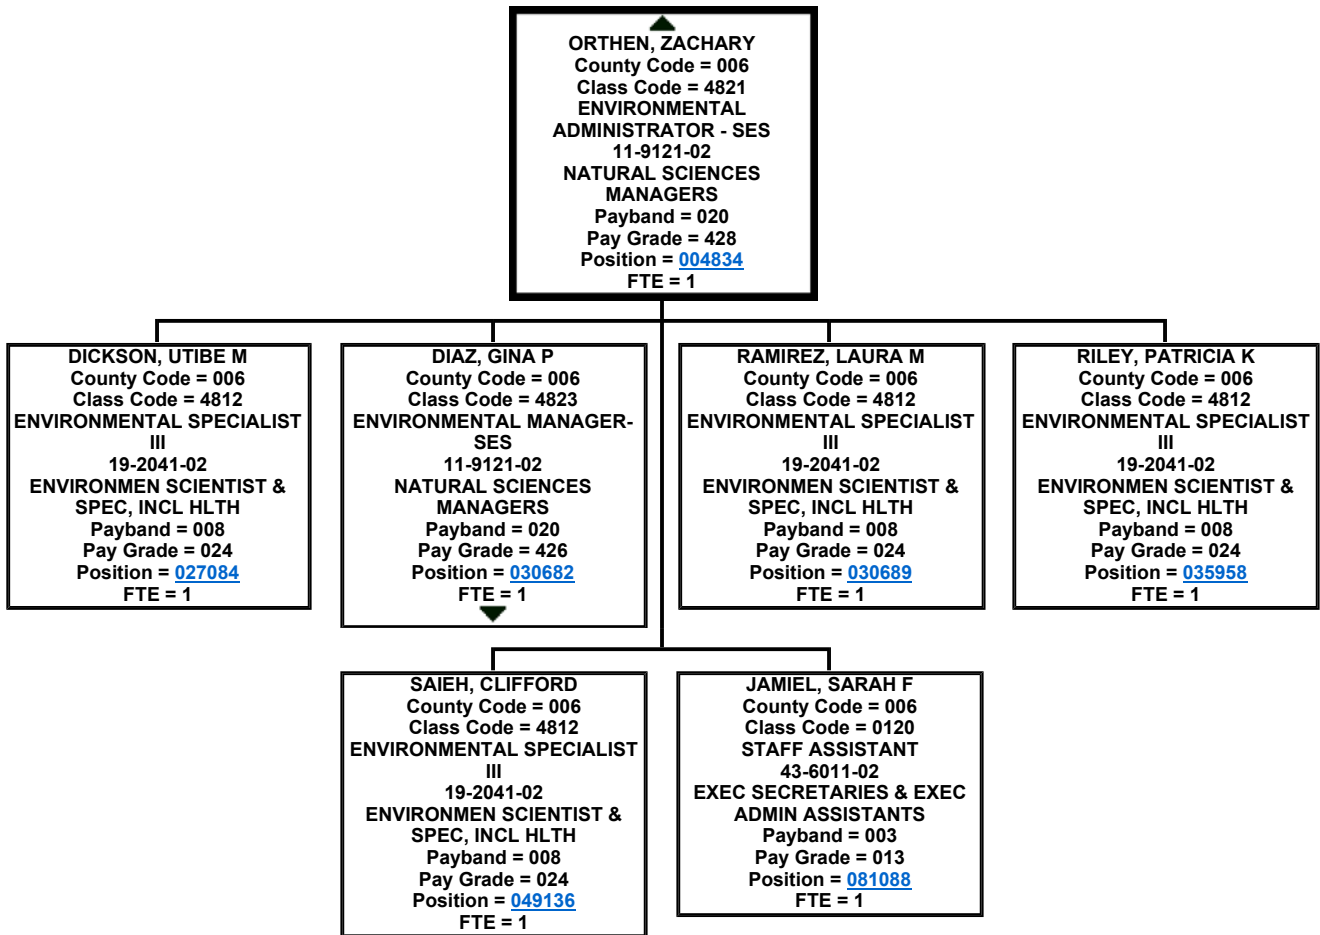 ORTHEN, ZACHARY
County Code = 006
Class Code = 4821
ENVIRONMENTAL
ADMINISTRATOR - SES
11-9121-02
NATURAL SCIENCES
MANAGERS
Payband = 020
Pay Grade = 428
Position = 004834
FTE = 1
DICKSON, UTIBE M
County Code = 006
Class Code = 4812
ENVIRONMENTAL SPECIALIST
III
19-2041-02
ENVIRONMEN SCIENTIST &
SPEC, INCL HLTH
Payband = 008
Pay Grade = 024
Position = 027084
FTE = 1
DIAZ, GINA P
County Code = 006
Class Code = 4823
ENVIRONMENTAL MANAGER-
SES
11-9121-02
NATURAL SCIENCES
MANAGERS
Payband = 020
Pay Grade = 426
Position = 030682
FTE = 1
RAMIREZ, LAURA M
County Code = 006
Class Code = 4812
ENVIRONMENTAL SPECIALIST
III
19-2041-02
ENVIRONMEN SCIENTIST &
SPEC, INCL HLTH
Payband = 008
Pay Grade = 024
Position = 030689
FTE = 1
RILEY, PATRICIA K
County Code = 006
Class Code = 4812
ENVIRONMENTAL SPECIALIST
III
19-2041-02
ENVIRONMEN SCIENTIST &
SPEC, INCL HLTH
Payband = 008
Pay Grade = 024
Position = 035958
FTE = 1
SAIEH, CLIFFORD
County Code = 006
Class Code = 4812
ENVIRONMENTAL SPECIALIST
III
19-2041-02
ENVIRONMEN SCIENTIST &
SPEC, INCL HLTH
Payband = 008
Pay Grade = 024
Position = 049136
FTE = 1
JAMIEL, SARAH F
County Code = 006
Class Code = 0120
STAFF ASSISTANT
43-6011-02
EXEC SECRETARIES & EXEC
ADMIN ASSISTANTS
Payband = 003
Pay Grade = 013
Position = 081088
FTE = 1